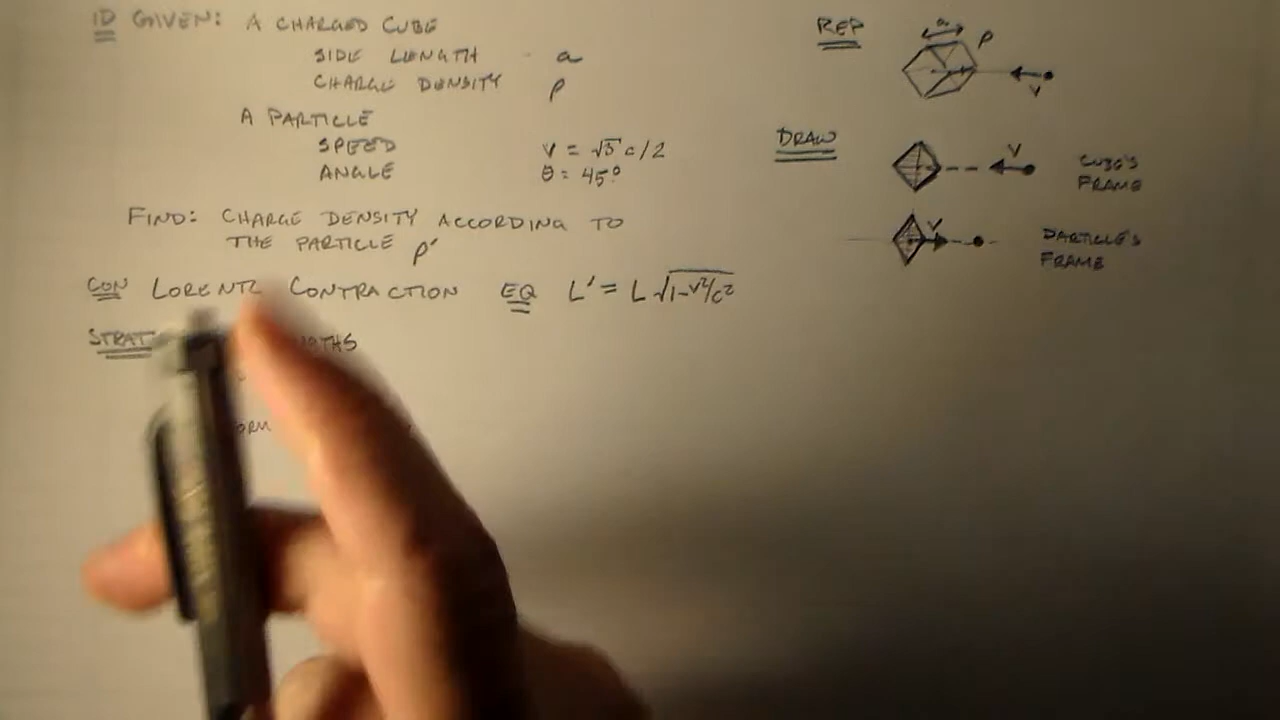 ID GIVEN: A CHARGED CUBE
SIDE LENGTH - a
CHARGE DENSITY ρ
A PARTICLE
SPEED v = √3 c/2
ANGLE θ = 45°
FIND: CHARGE DENSITY ACCORDING TO
THE PARTICLE ρ'
CON LORENTZ CONTRACTION EQ L' = L √1-v²/c²
STRAT
REP
a
ρ
v
DRAW
v
CUBE'S
FRAME
v
PARTICLE'S
FRAME